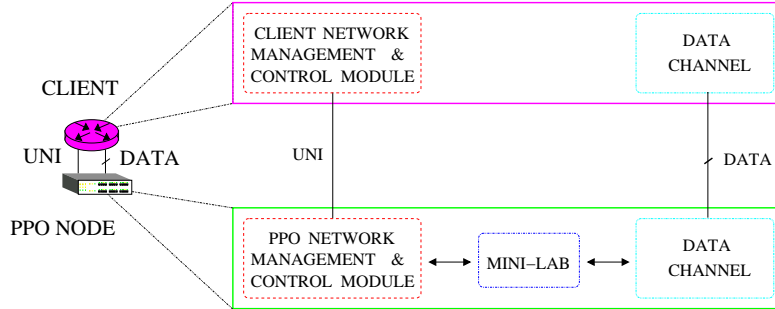 CLIENT NETWORK
MANAGEMENT &
CONTROL MODULE
DATA
CHANNEL
CLIENT
UNI
DATA
PPO NODE
UNI
DATA
PPO NETWORK
MANAGEMENT &
CONTROL MODULE
MINI–LAB
DATA
CHANNEL